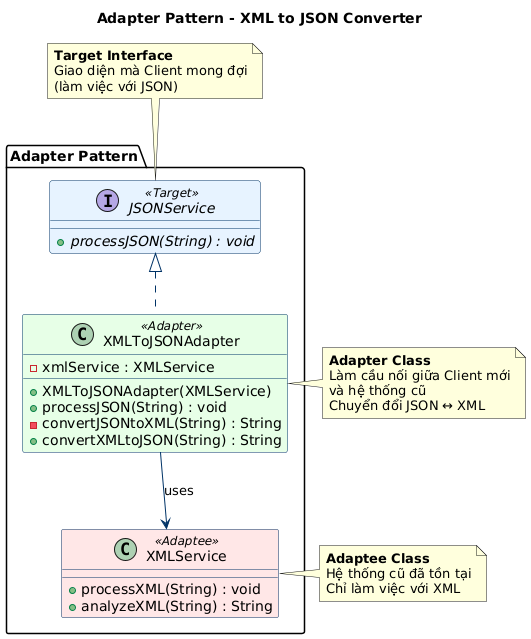 Adapter Pattern - XML to JSON Converter
Target Interface
Giao diện mà Client mong đợi
(làm việc với JSON)
Adapter Pattern
I
«Target»
JSONService
processJSON(String) : void
C
«Adapter»
XMLToJSONAdapter
xmlService : XMLService
XMLToJSONAdapter(XMLService)
processJSON(String) : void
convertJSONtoXML(String) : String
convertXMLtoJSON(String) : String
Adapter Class
Làm cầu nối giữa Client mới
và hệ thống cũ
Chuyển đổi JSON ↔ XML
uses
C
«Adaptee»
XMLService
processXML(String) : void
analyzeXML(String) : String
Adaptee Class
Hệ thống cũ đã tồn tại
Chỉ làm việc với XML